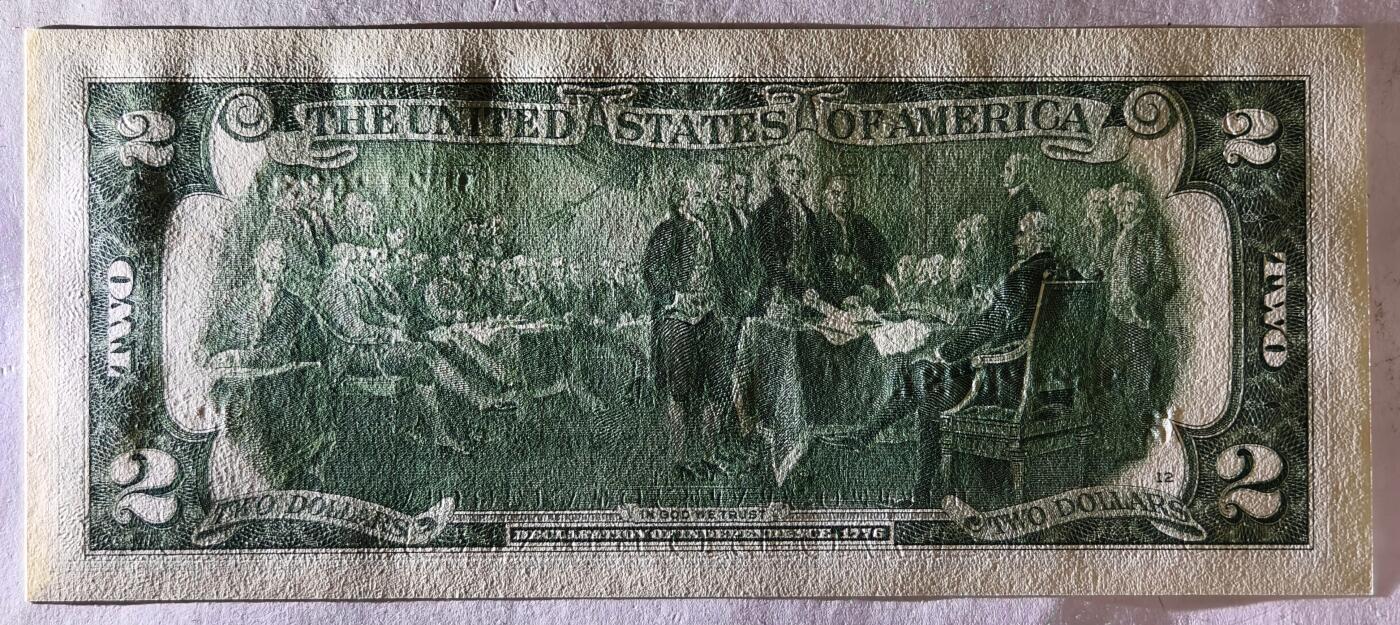 THE UNITED STATES OF AMERICA
2
2
TWO
TWO
2
2
12
TWO DOLLARS
TWO DOLLARS
IN GOD WE TRUST
DECLARATION OF INDEPENDENCE 1776